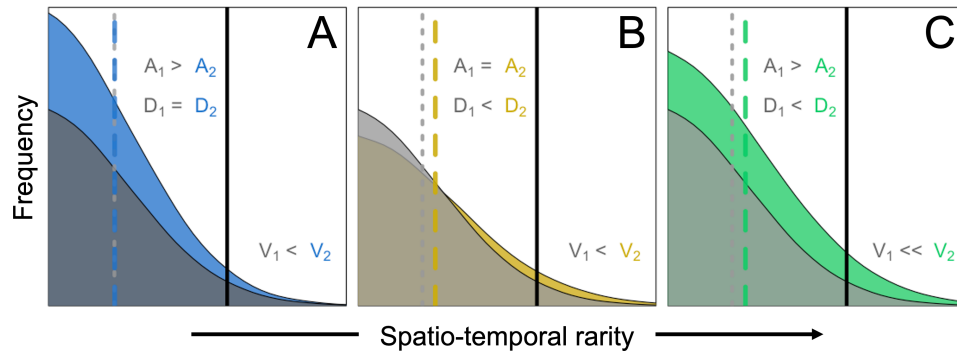 A
B
C
A₁ > A₂
D₁ = D₂
V₁ < V₂
A₁ = A₂
D₁ < D₂
V₁ < V₂
A₁ > A₂
D₁ < D₂
V₁ << V₂
Frequency
Spatio-temporal rarity